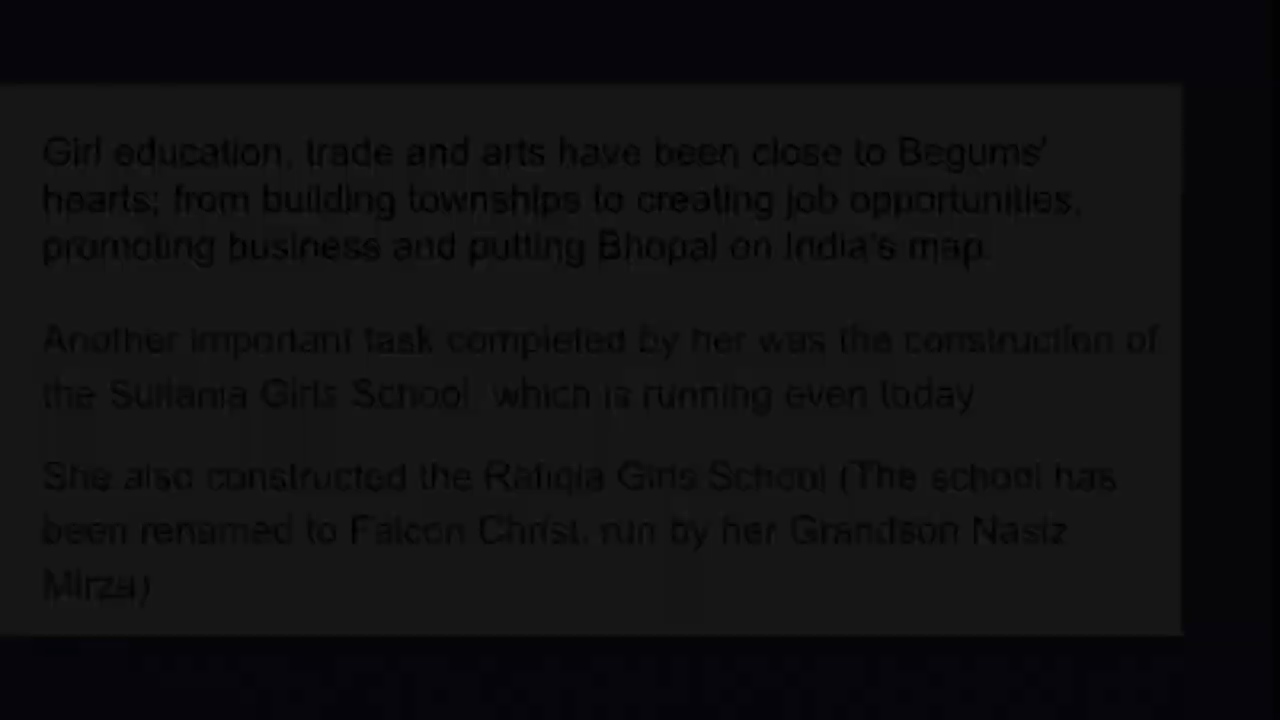 Girl education, trade and arts have been close to Begums'
hearts; from building townships to creating job opportunities,
promoting business and putting Bhopal on India's map.
Another important task completed by her was the construction of
the Sultania Girls School, which is running even today
She also constructed the Rafiqia Girls School (The school has
been renamed to Falcon Christ, run by her Grandson Nasiz
Mirza)